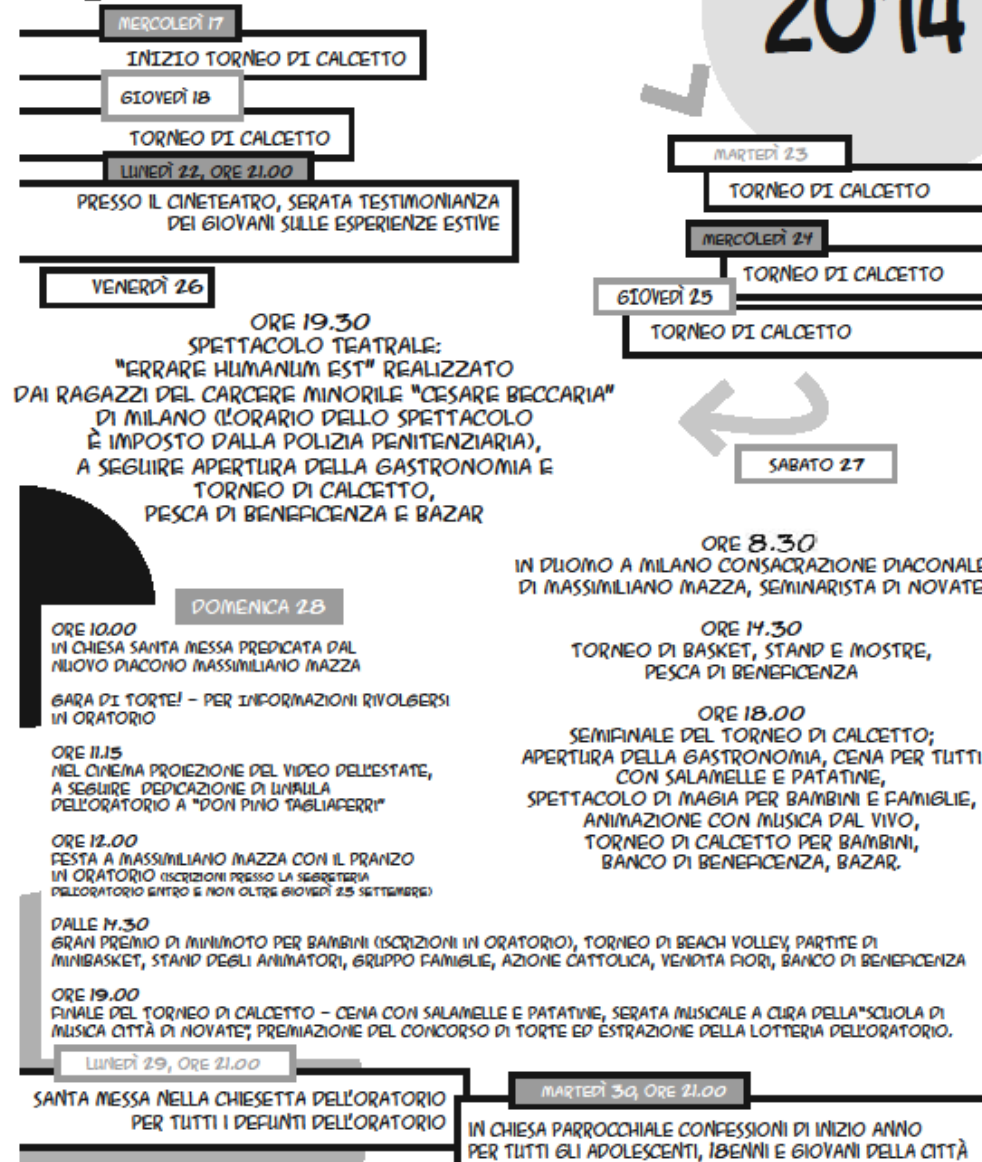 2014
MERCOLEDÌ 17
INIZIO TORNEO DI CALCETTO
GIOVEDÌ 18
TORNEO DI CALCETTO
LUNEDÌ 22, ORE 21.00
PRESSO IL CINETEATRO, SERATA TESTIMONIANZA
DEI GIOVANI SULLE ESPERIENZE ESTIVE
MARTEDÌ 23
TORNEO DI CALCETTO
MERCOLEDÌ 24
TORNEO DI CALCETTO
GIOVEDÌ 25
TORNEO DI CALCETTO
VENERDÌ 26
ORE 19.30
SPETTACOLO TEATRALE:
"ERRARE HUMANUM EST" REALIZZATO
DAI RAGAZZI DEL CARCERE MINORILE "CESARE BECCARIA"
DI MILANO (L'ORARIO DELLO SPETTACOLO
È IMPOSTO DALLA POLIZIA PENITENZIARIA),
A SEGUIRE APERTURA DELLA GASTRONOMIA E
TORNEO DI CALCETTO,
PESCA DI BENEFICENZA E BAZAR
SABATO 27
ORE 8.30
IN DUOMO A MILANO CONSACRAZIONE DIACONALE
DI MASSIMILIANO MAZZA, SEMINARISTA DI NOVATE
ORE 14.30
TORNEO DI BASKET, STAND E MOSTRE,
PESCA DI BENEFICENZA
ORE 18.00
SEMIFINALE DEL TORNEO DI CALCETTO;
APERTURA DELLA GASTRONOMIA, CENA PER TUTTI
CON SALAMELLE E PATATINE,
SPETTACOLO DI MAGIA PER BAMBINI E FAMIGLIE,
ANIMAZIONE CON MUSICA DAL VIVO,
TORNEO DI CALCETTO PER BAMBINI,
BANCO DI BENEFICENZA, BAZAR.
DOMENICA 28
ORE 10.00
IN CHIESA SANTA MESSA PREDICATA DAL
NUOVO DIACONO MASSIMILIANO MAZZA
GARA DI TORTE! - PER INFORMAZIONI RIVOLGERSI
IN ORATORIO
ORE 11.15
NEL CINEMA PROIEZIONE DEL VIDEO DELL'ESTATE,
A SEGUIRE DEDICAZIONE DI UN'AULA
DELL'ORATORIO A "DON PINO TAGLIAFERRI"
ORE 12.00
FESTA A MASSIMILIANO MAZZA CON IL PRANZO
IN ORATORIO (ISCRIZIONI PRESSO LA SEGRETERIA
DELL'ORATORIO ENTRO E NON OLTRE GIOVEDÌ 25 SETTEMBRE)
DALLE 14.30
GRAN PREMIO DI MINIMOTO PER BAMBINI (ISCRIZIONI IN ORATORIO), TORNEO DI BEACH VOLLEY, PARTITE DI
MINIBASKET, STAND DEGLI ANIMATORI, GRUPPO FAMIGLIE, AZIONE CATTOLICA, VENDITA FIORI, BANCO DI BENEFICENZA
ORE 19.00
FINALE DEL TORNEO DI CALCETTO - CENA CON SALAMELLE E PATATINE, SERATA MUSICALE A CURA DELLA"SCUOLA DI
MUSICA CITTÀ DI NOVATE", PREMIAZIONE DEL CONCORSO DI TORTE ED ESTRAZIONE DELLA LOTTERIA DELL'ORATORIO.
LUNEDÌ 29, ORE 21.00
SANTA MESSA NELLA CHIESETTA DELL'ORATORIO
PER TUTTI I DEFUNTI DELL'ORATORIO
MARTEDÌ 30, ORE 21.00
IN CHIESA PARROCCHIALE CONFESSIONI DI INIZIO ANNO
PER TUTTI GLI ADOLESCENTI, 18ENNI E GIOVANI DELLA CITTÀ